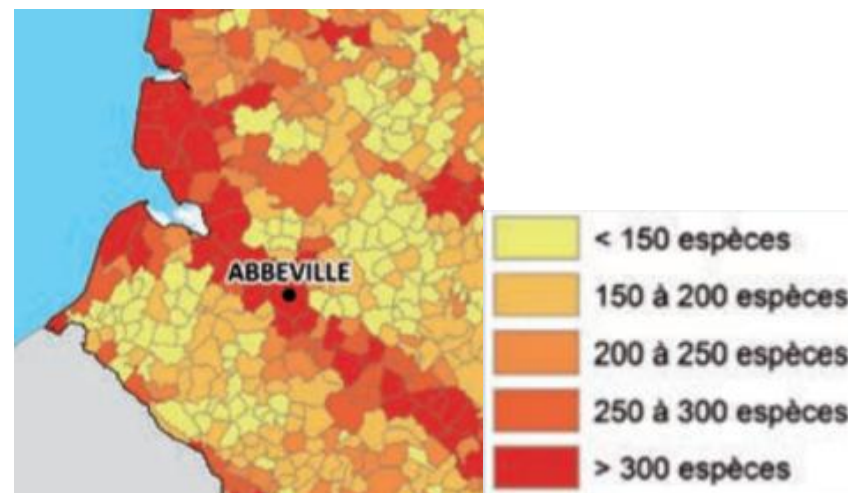 ABBEVILLE
< 150 espèces
150 à 200 espèces
200 à 250 espèces
250 à 300 espèces
> 300 espèces